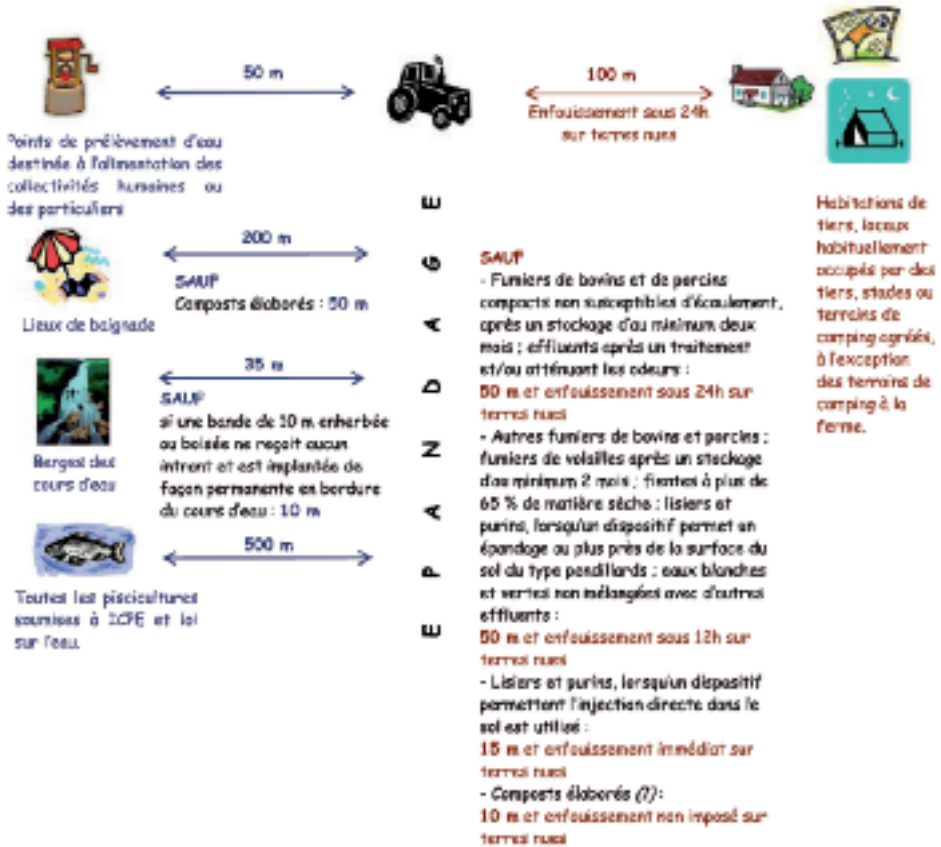 50 m
Points de prélèvement d'eau
destinée à l'alimentation des
collectivités humaines ou
des particuliers
200 m
SAUF
Composts élaborés : 50 m
Lieux de baignade
35 m
SAUF
si une bande de 10 m enherbée
ou boisée ne reçoit aucun
intrant et est implantée de
façon permanente en bordure
du cours d'eau : 10 m
Berges des
cours d'eau
500 m
Toutes les piscicultures
soumises à ICPE et loi
sur l'eau.
EPANDAGE
100 m
Enfouissement sous 24h
sur terres nues
SAUF
- Fumiers de bovins et de porcins
compacts non susceptibles d'écoulement,
après un stockage d'au minimum deux
mois ; effluents après un traitement
et/ou atténuant les odeurs :
50 m et enfouissement sous 24h sur
terres nues
- Autres fumiers de bovins et porcins ;
fumiers de volailles après un stockage
d'au minimum 2 mois ; fientes à plus de
65 % de matière sèche ; lisiers et
purins, lorsqu'un dispositif permet un
épandage au plus près de la surface du
sol du type pendillards ; eaux blanches
et vertes non mélangées avec d'autres
effluents :
50 m et enfouissement sous 12h sur
terres nues
- Lisiers et purins, lorsqu'un dispositif
permettant l'injection directe dans le
sol est utilisé :
15 m et enfouissement immédiat sur
terres nues
- Composts élaborés (1) :
10 m et enfouissement non imposé sur
terres nues
Habitations de
tiers, locaux
habituellement
occupés par des
tiers, stades ou
terrains de
camping agréés,
à l'exception
des terrains de
camping à la
ferme.